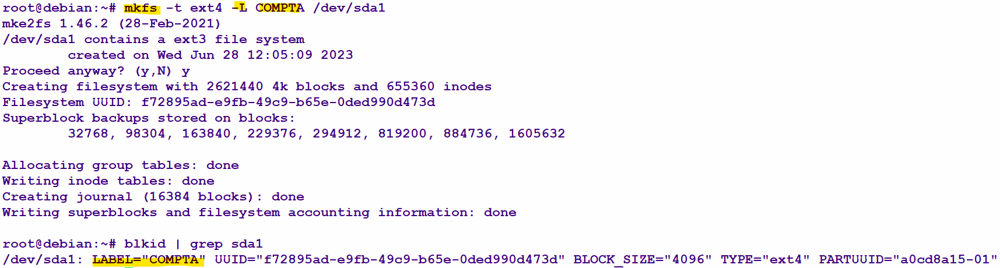 root@debian:~# mkfs -t ext4 -L COMPTA /dev/sda1
mke2fs 1.46.2 (28-Feb-2021)
/dev/sda1 contains a ext3 file system
        created on Wed Jun 28 12:05:09 2023
Proceed anyway? (y,N) y
Creating filesystem with 2621440 4k blocks and 655360 inodes
Filesystem UUID: f72895ad-e9fb-49c9-b65e-0ded990d473d
Superblock backups stored on blocks:
        32768, 98304, 163840, 229376, 294912, 819200, 884736, 1605632
Allocating group tables: done
Writing inode tables: done
Creating journal (16384 blocks): done
Writing superblocks and filesystem accounting information: done
root@debian:~# blkid | grep sda1
/dev/sda1: LABEL="COMPTA" UUID="f72895ad-e9fb-49c9-b65e-0ded990d473d" BLOCK_SIZE="4096" TYPE="ext4" PARTUUID="a0cd8a15-01"